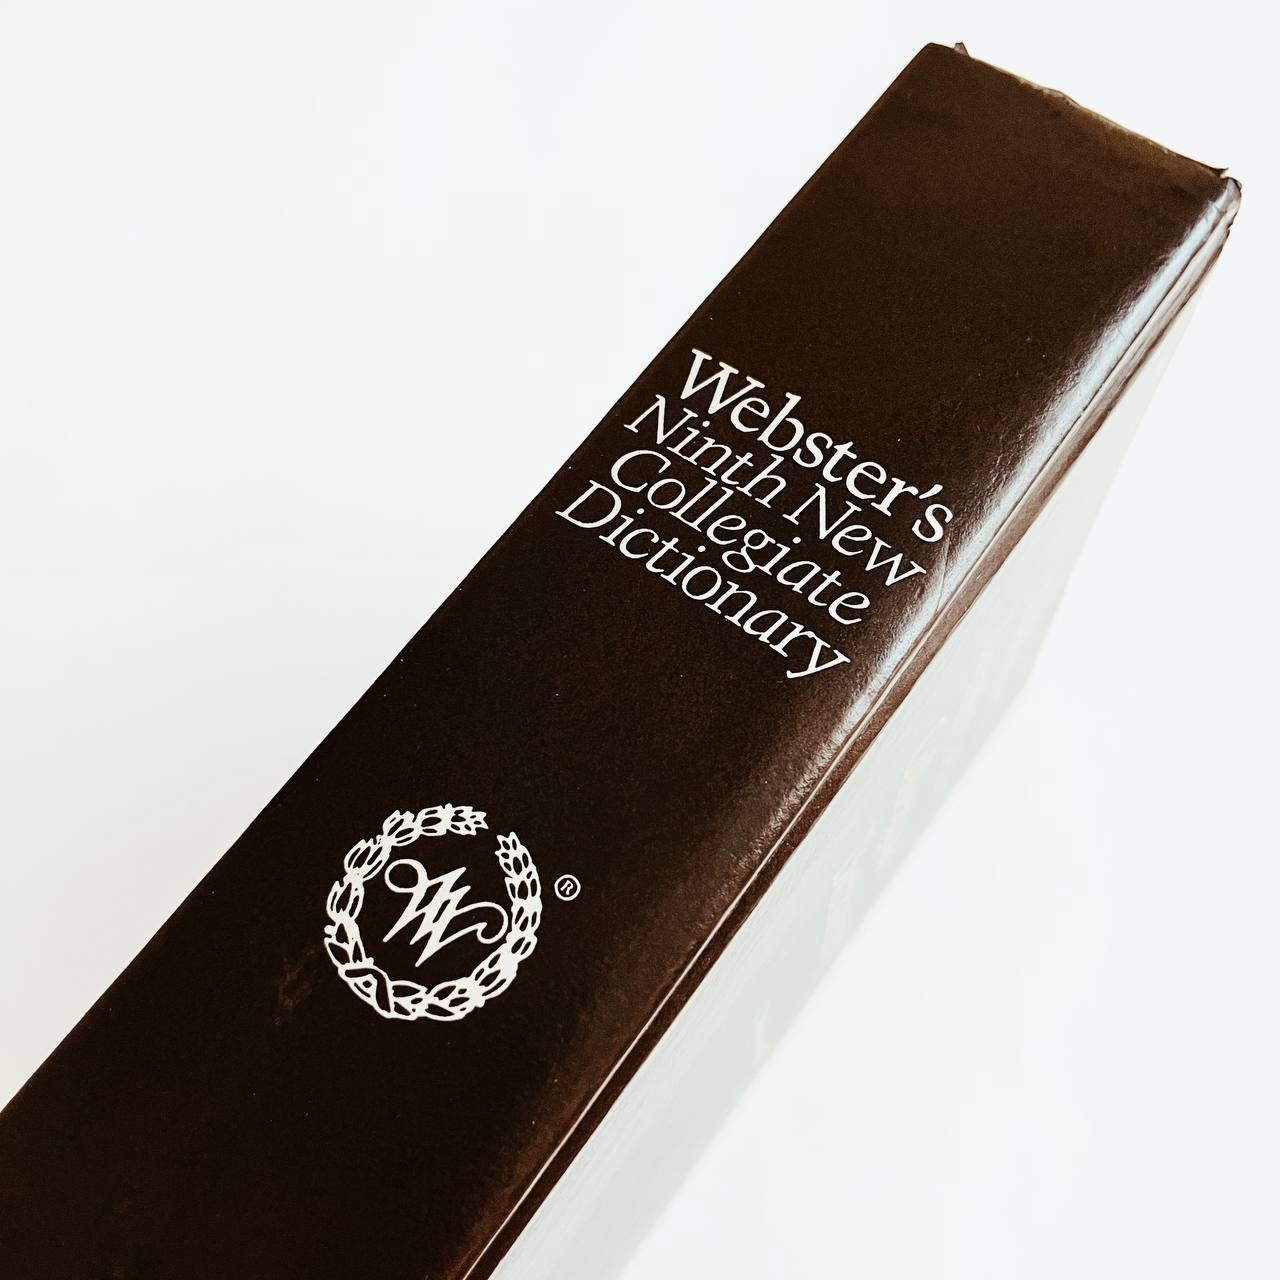 Webster's
Ninth New
Collegiate
Dictionary
W
®